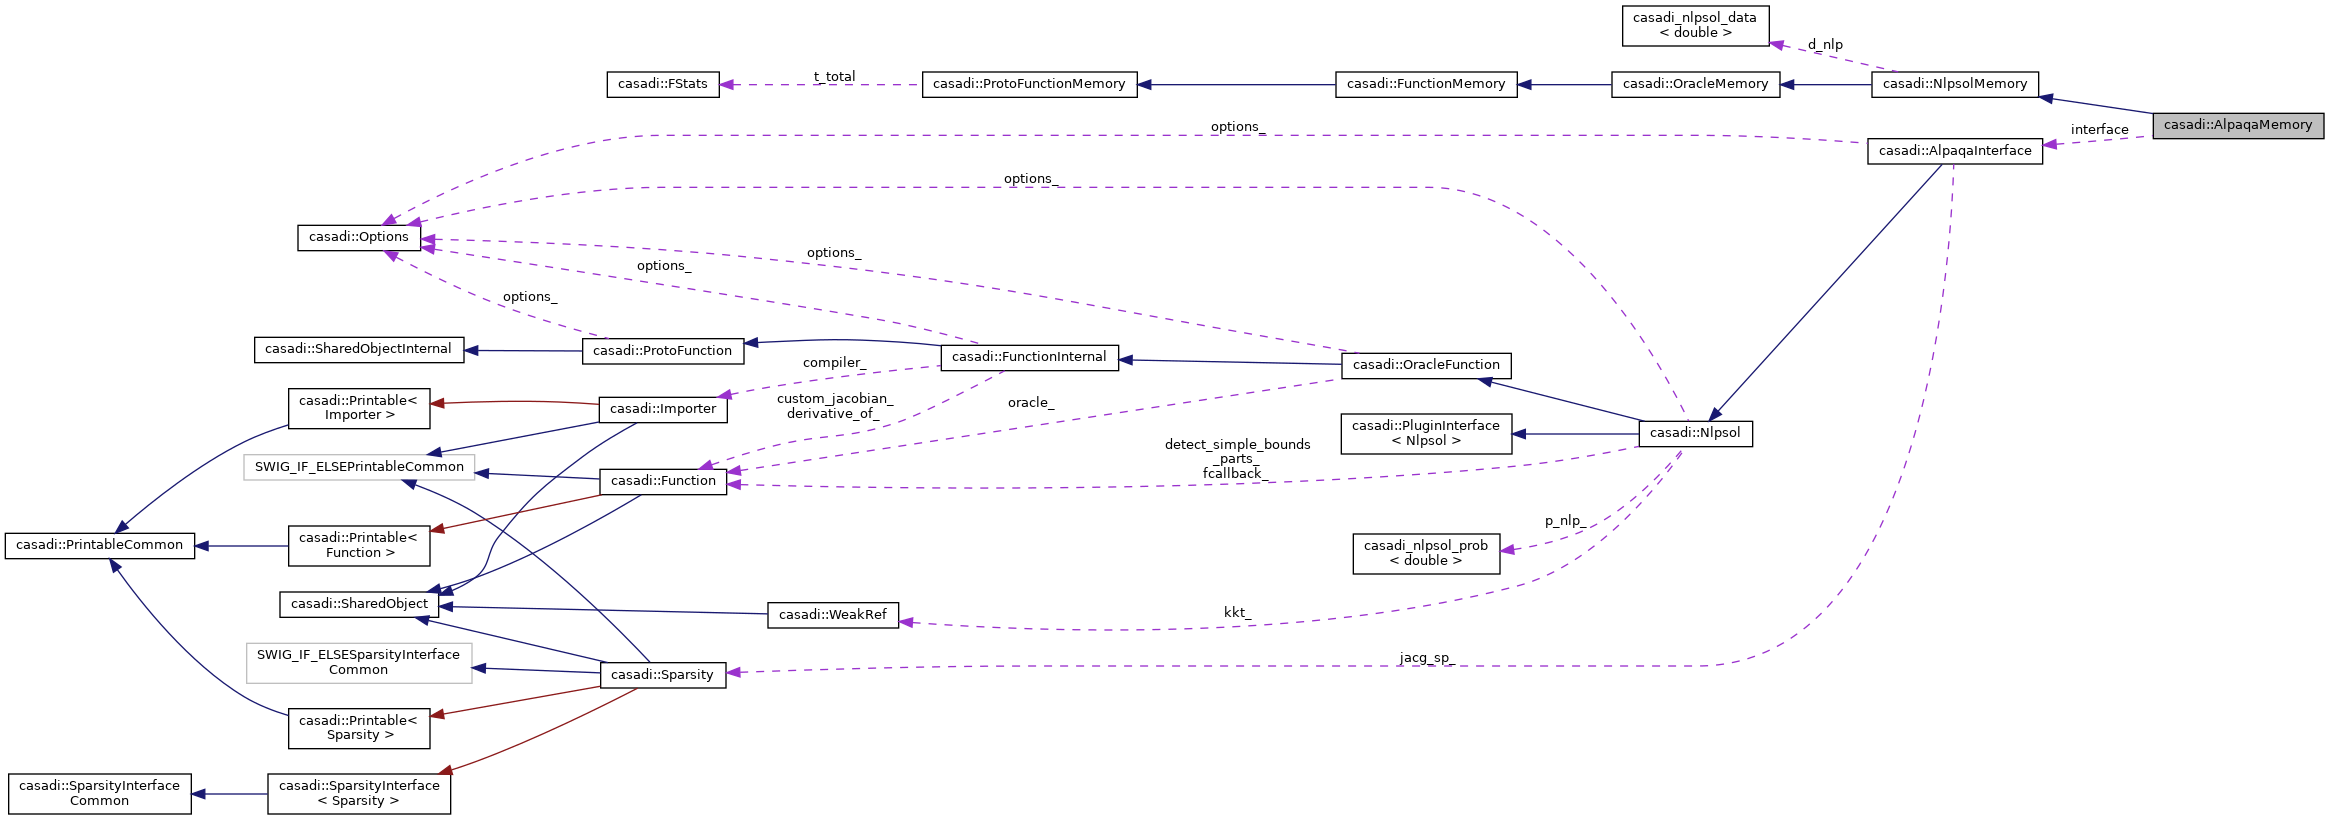 casadi_nlpsol_data
< double >
d_nlp
casadi::FStats
t_total
casadi::ProtoFunctionMemory
casadi::FunctionMemory
casadi::OracleMemory
casadi::NlpsolMemory
casadi::AlpaqaMemory
options_
interface
casadi::AlpaqaInterface
options_
casadi::Options
options_
options_
options_
casadi::SharedObjectInternal
casadi::ProtoFunction
casadi::FunctionInternal
casadi::OracleFunction
compiler_
casadi::Printable<
Importer >
casadi::Importer
custom_jacobian_
derivative_of_
oracle_
casadi::PluginInterface
< Nlpsol >
casadi::Nlpsol
SWIG_IF_ELSEPrintableCommon
casadi::Function
detect_simple_bounds
_parts_
fcallback_
casadi::PrintableCommon
casadi::Printable<
Function >
p_nlp_
casadi_nlpsol_prob
< double >
casadi::SharedObject
casadi::WeakRef
kkt_
SWIG_IF_ELSESparsityInterface
Common
casadi::Sparsity
jacg_sp_
casadi::Printable<
Sparsity >
casadi::SparsityInterface
Common
casadi::SparsityInterface
< Sparsity >